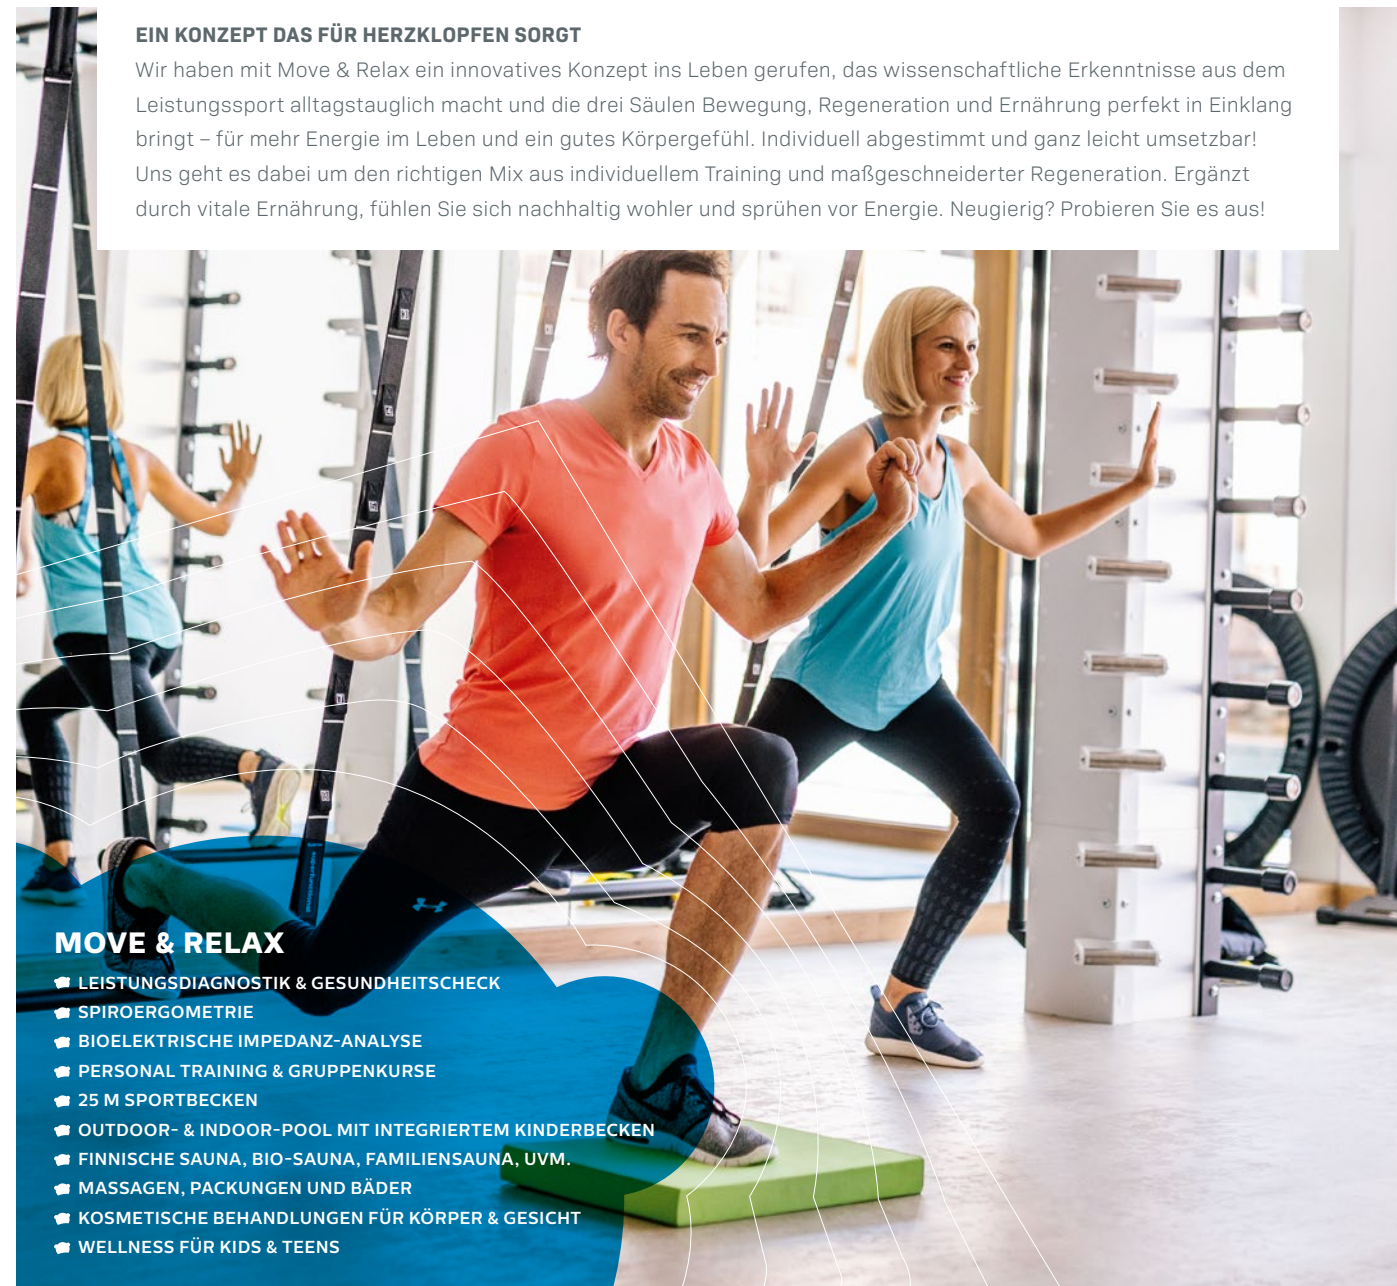 EIN KONZEPT DAS FÜR HERZKLOPFEN SORGT
Wir haben mit Move & Relax ein innovatives Konzept ins Leben gerufen, das wissenschaftliche Erkenntnisse aus dem
Leistungssport alltagstauglich macht und die drei Säulen Bewegung, Regeneration und Ernährung perfekt in Einklang
bringt – für mehr Energie im Leben und ein gutes Körpergefühl. Individuell abgestimmt und ganz leicht umsetzbar!
Uns geht es dabei um den richtigen Mix aus individuellem Training und maßgeschneiderter Regeneration. Ergänzt
durch vitale Ernährung, fühlen Sie sich nachhaltig wohler und sprühen vor Energie. Neugierig? Probieren Sie es aus!
MOVE & RELAX
LEISTUNGSDIAGNOSTIK & GESUNDHEITSCHECK
SPIROERGOMETRIE
BIOELEKTRISCHE IMPEDANZ-ANALYSE
PERSONAL TRAINING & GRUPPENKURSE
25 M SPORTBECKEN
OUTDOOR- & INDOOR-POOL MIT INTEGRIERTEM KINDERBECKEN
FINNISCHE SAUNA, BIO-SAUNA, FAMILIENSAUNA, UVM.
MASSAGEN, PACKUNGEN UND BÄDER
KOSMETISCHE BEHANDLUNGEN FÜR KÖRPER & GESICHT
WELLNESS FÜR KIDS & TEENS